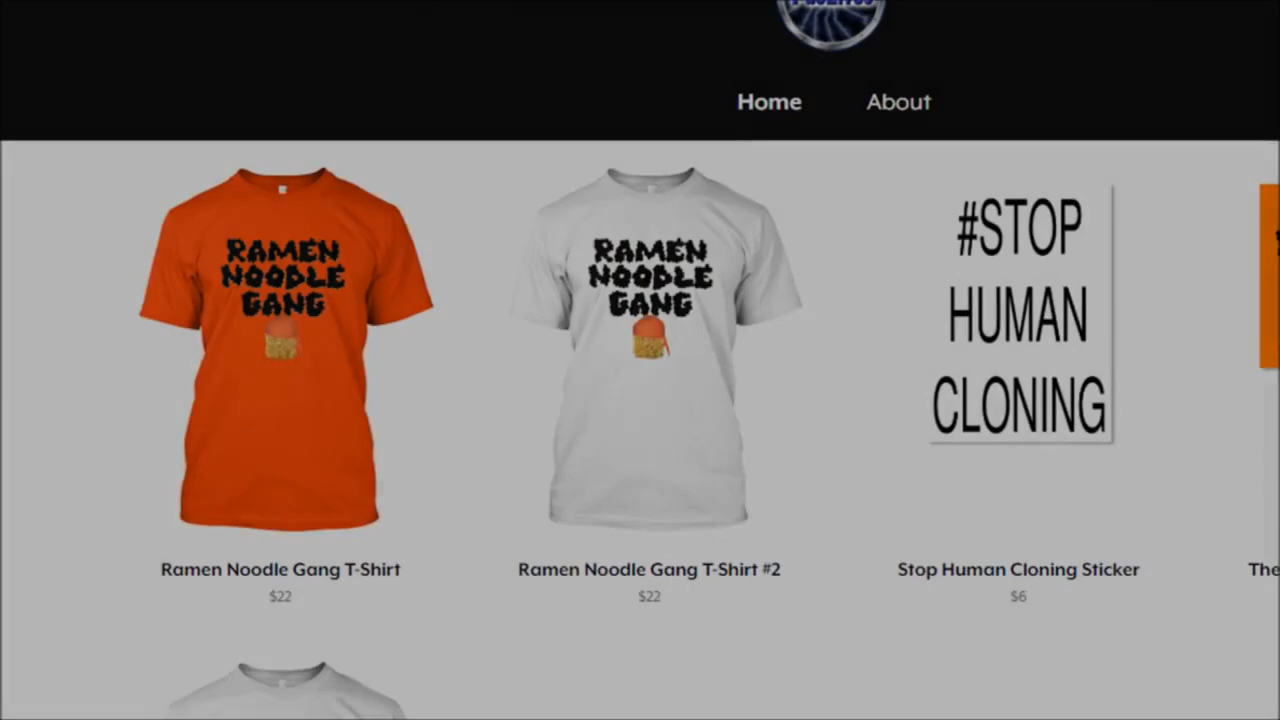 Home
About
RAMEN
NOODLE
GANG
RAMEN
NOODLE
GANG
#STOP
HUMAN
CLONING
Ramen Noodle Gang T-Shirt
$22
Ramen Noodle Gang T-Shirt #2
$22
Stop Human Cloning Sticker
$6
The